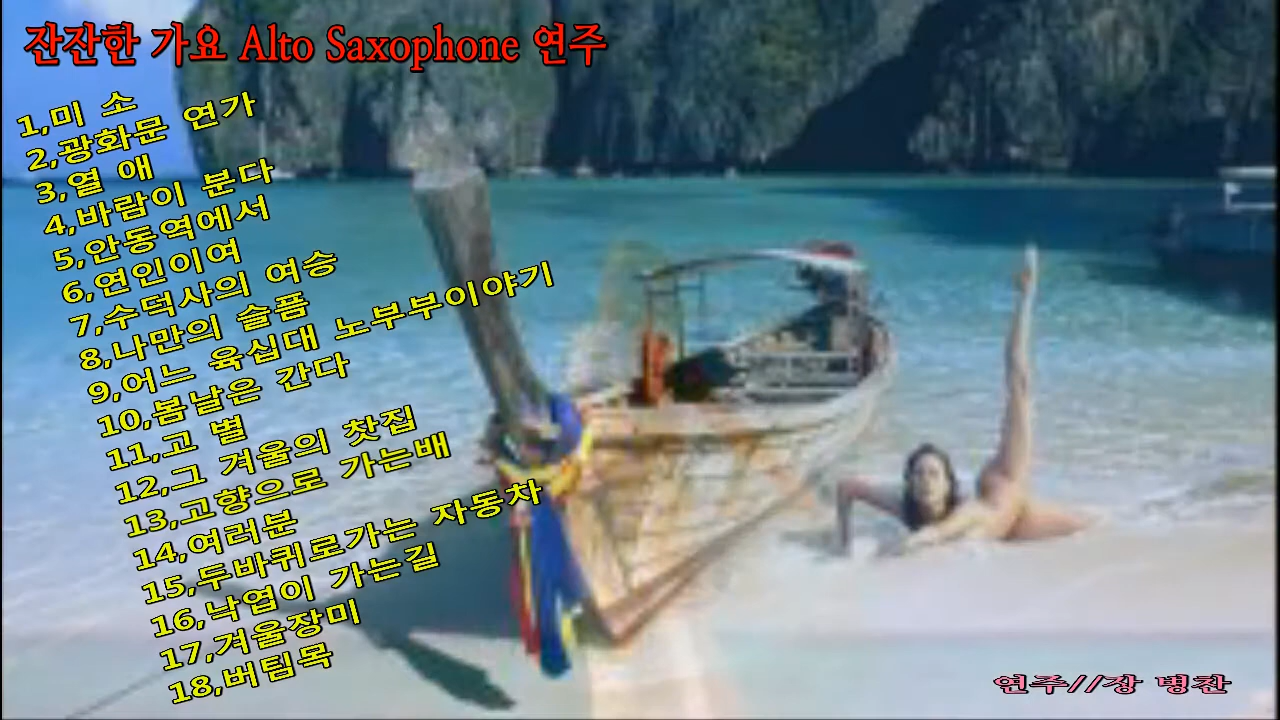 잔잔한 가요 Alto Saxophone 연주
1,미 소
2,광화문 연가
3,열 애
4,바람이 분다
5,안동역에서
6,연인이여
7,수덕사의 여승
8,나만의 슬픔
9,어느 육십대 노부부이야기
10,봄날은 간다
11,고 별
12,그 겨울의 찻집
13,고향으로 가는배
14,여러분
15,두바퀴로가는 자동차
16,낙엽이 가는길
17,겨울장미
18,버팀목
연주//장 병찬